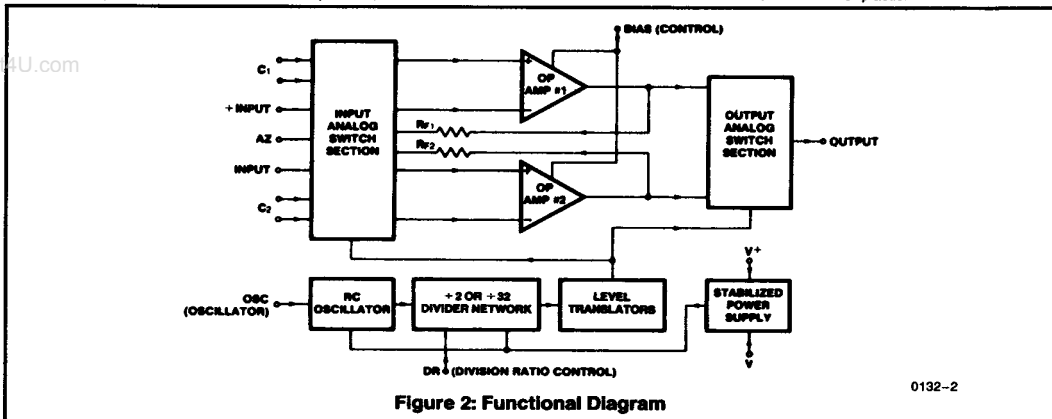 t4U.com
BIAS (CONTROL)
C1
+ INPUT
AZ
INPUT
C2
INPUT
ANALOG
SWITCH
SECTION
RF1
RF2
+
OP
AMP #1
−
+
OP
AMP #2
−
OUTPUT
ANALOG
SWITCH
SECTION
OUTPUT
OSC
(OSCILLATOR)
RC
OSCILLATOR
÷2 OR ÷32
DIVIDER NETWORK
LEVEL
TRANSLATORS
V+
STABILIZED
POWER
SUPPLY
V
DR (DIVISION RATIO CONTROL)
0132–2
Figure 2: Functional Diagram